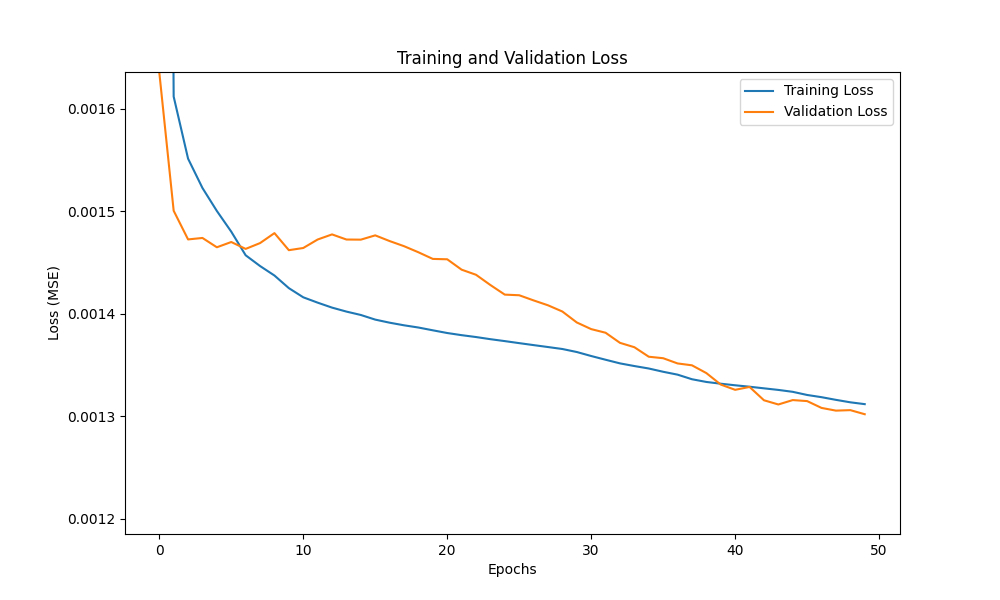 Training and Validation Loss
Training Loss
Validation Loss
0.0016
0.0015
0.0014
0.0013
0.0012
Loss (MSE)
0 10 20 30 40 50
Epochs